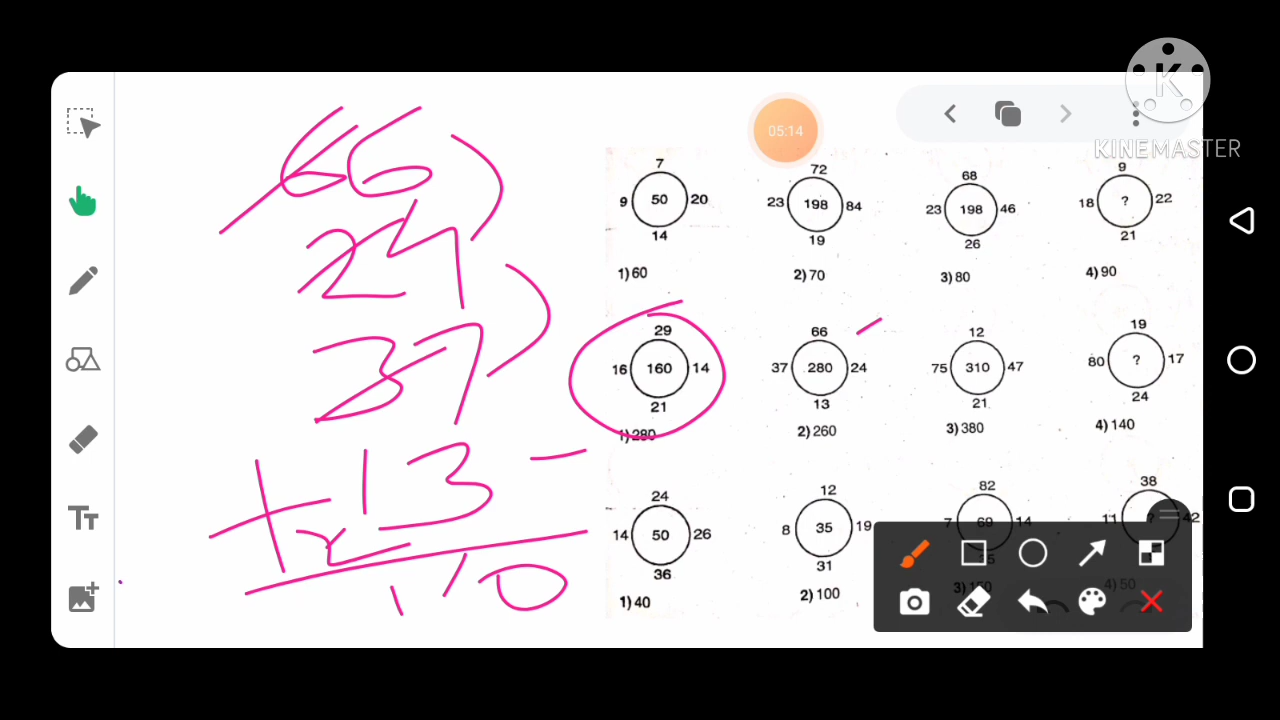 05:14
KINEMASTER
K
66
24
37
+ 13
2
110
7
9 50 20
14
72
23 198 84
19
68
23 198 46
26
9
18 ? 22
21
1) 60
2) 70
3) 80
4) 90
29
16 160 14
21
66
37 280 24
13
12
75 310 47
21
19
80 ? 17
24
1) 280
2) 260
3) 380
4) 140
24
14 50 26
36
12
8 35 19
31
82
7 69 14
38
11 ? 42
1) 40
2) 100
4) 50
Tт